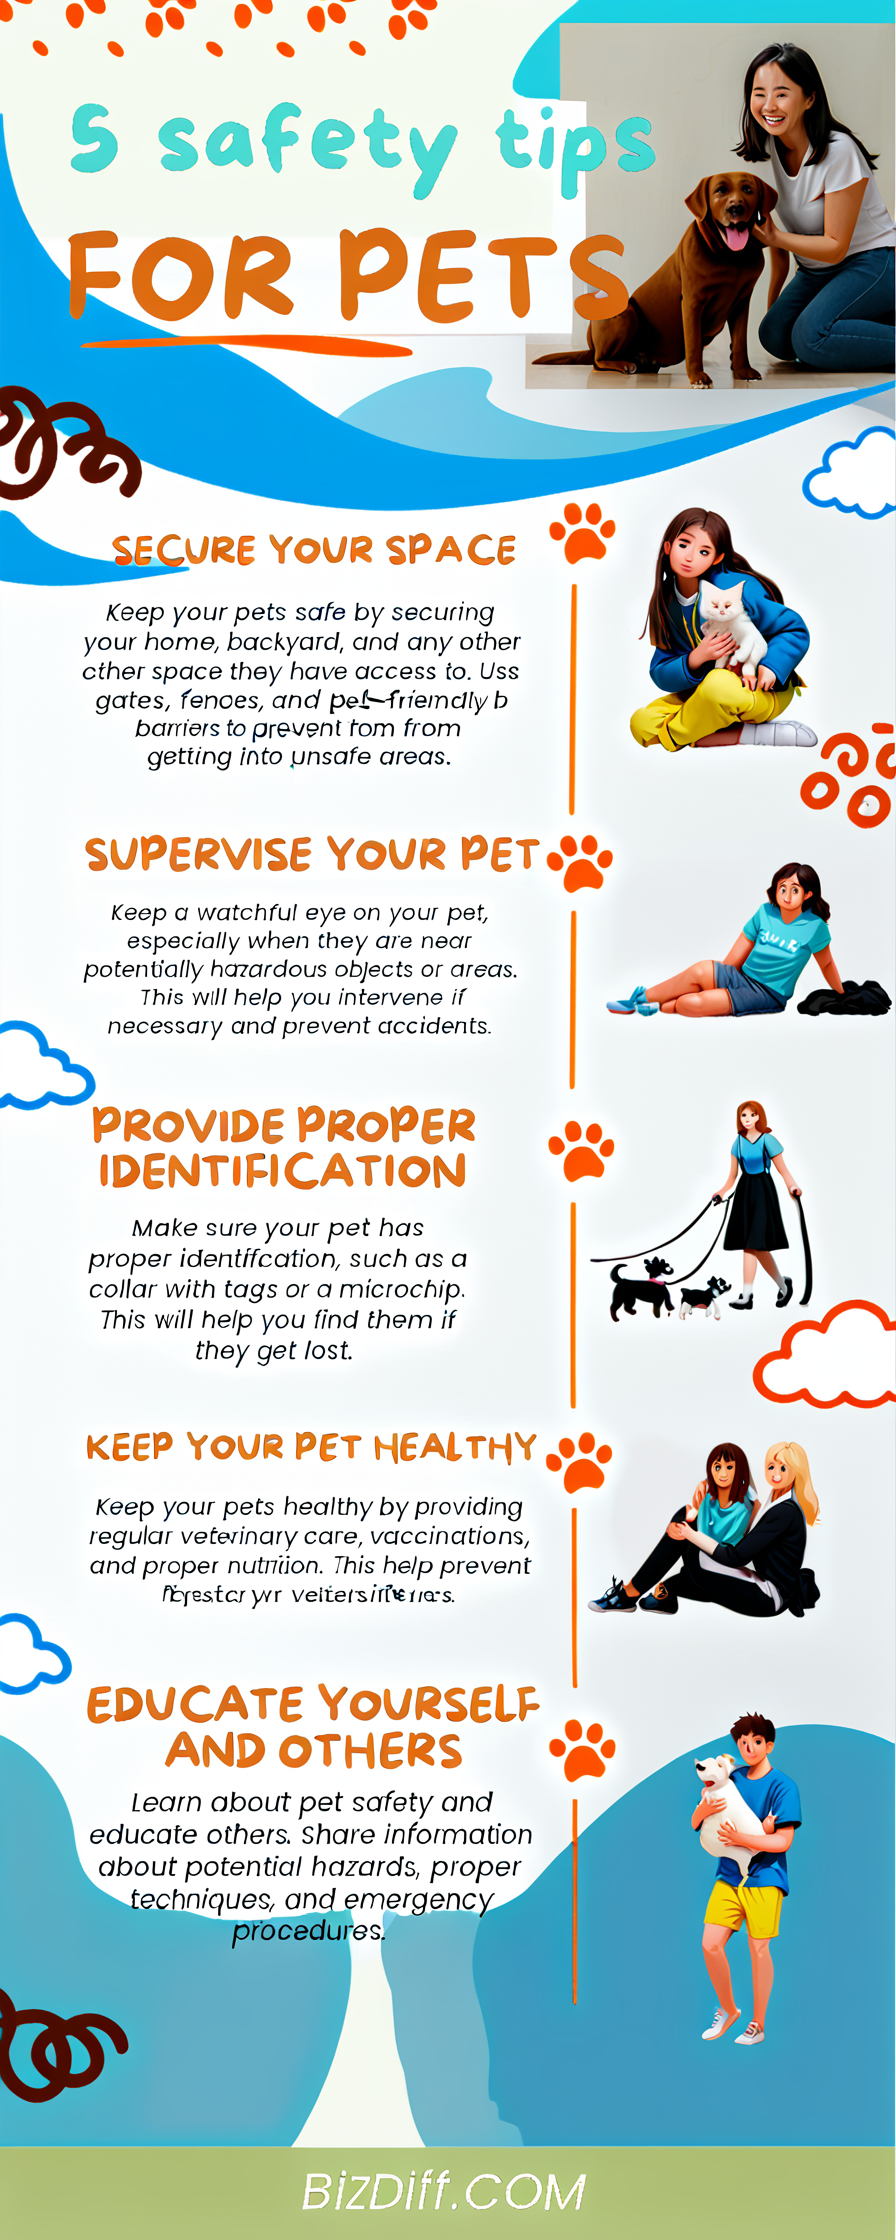 5 safety tips
FOR PETS
SECURE YOUR SPACE
Keep your pets safe by securing
your home, backyard, and any other
cther space they have access to. Uss
gates, fenoes, and pet-friemdly b
barriers to prevent tom from
getting into unsafe areas.
SUPERVISE YOUR PET
Keep a watchful eye on your pet,
especially when they are near
potentially hazardous objects or areas.
This will help you intervene if
necessary and prevent accidents.
PROVIDE PROPER
IDENTIFICATION
Make sure your pet has
proper identiffcation, such as a
collar with tags or a microchip.
This will help you find them if
they get lost.
KEEP YOUR PET HEALTHY
Keep your pets healthy by providing
regular veterinary care, vaccinations,
and proper nutrition. This help prevent
EDUCATE YOURSELF
AND OTHERS
Learn about pet safety and
educate others. Share information
about potential hazards, proper
techniques, and emergency
procedures.
BizDiff.COM